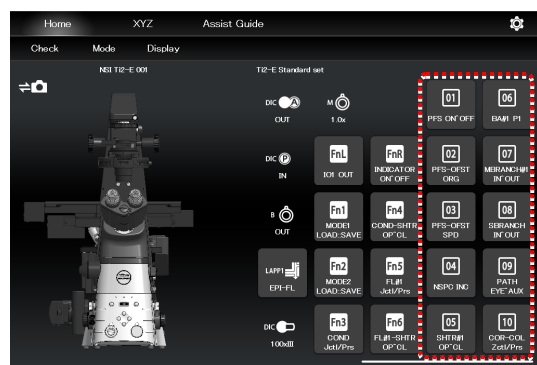 Home XYZ Assist Guide
Check Mode Display
NSI Ti2-E 001
Ti2-E Standard set
DIC A
OUT
M
1.0x
01
PFS ON⁀OFF
06
BA#1 P1
DIC P
IN
FnL
IO1 OUT
FnR
INDICATOR
ON⁀OFF
02
PFS-OFST
ORG
07
MBRANCH#1
IN⁀OUT
B
OUT
Fn1
MODE1
LOAD:SAVE
Fn4
COND-SHTR
OP⁀CL
03
PFS-OFST
SPD
08
SBRANCH
IN⁀OUT
LAPP1
EPI-FL
Fn2
MODE2
LOAD:SAVE
Fn5
FL#1
Jctl/Prs
04
NSPC INC
09
PATH
EYE⁀AUX
DIC
100xIII
Fn3
COND
Jctl/Prs
Fn6
FL#1-SHTR
OP⁀CL
05
SHTR#1
OP⁀CL
10
COR-COL
Zctl/Prs